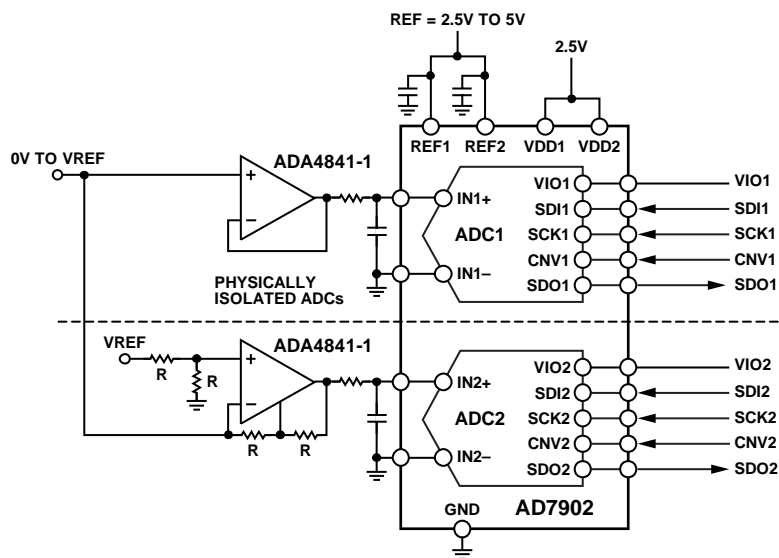 REF = 2.5V TO 5V
2.5V
REF1 REF2 VDD1 VDD2
0V TO VREF
ADA4841-1
IN1+
ADC1
IN1–
VIO1 VIO1
SDI1 SDI1
SCK1 SCK1
CNV1 CNV1
SDO1 SDO1
PHYSICALLY
ISOLATED ADCs
VREF
R
R
ADA4841-1
R R
IN2+
ADC2
IN2–
VIO2 VIO2
SDI2 SDI2
SCK2 SCK2
CNV2 CNV2
SDO2 SDO2
GND
AD7902
+
–
+
–